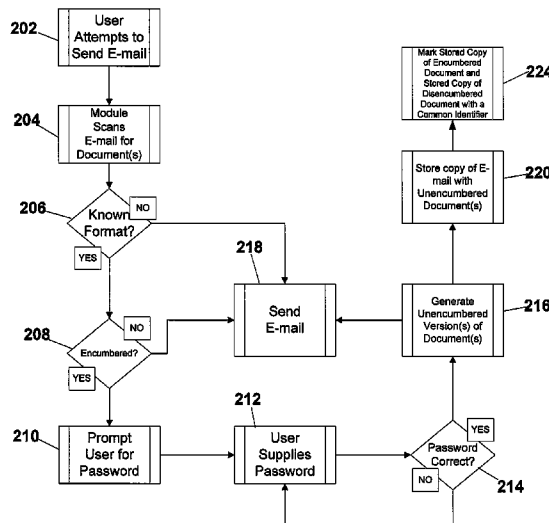 202
User
Attempts to
Send E-mail
204
Module
Scans
E-mail for
Document(s)
206
Known
Format?
NO
YES
208
Encumbered?
NO
YES
210
Prompt
User for
Password
212
User
Supplies
Password
Password
Correct?
YES
NO
214
Generate
Unencumbered
Version(s) of
Document(s)
216
218
Send
E-mail
Store copy of E-
mail with
Unencumbered
Document(s)
220
Mark Stored Copy
of Encumbered
Document and
Stored Copy of
Disencumbered
Document with a
Common Identifier
224